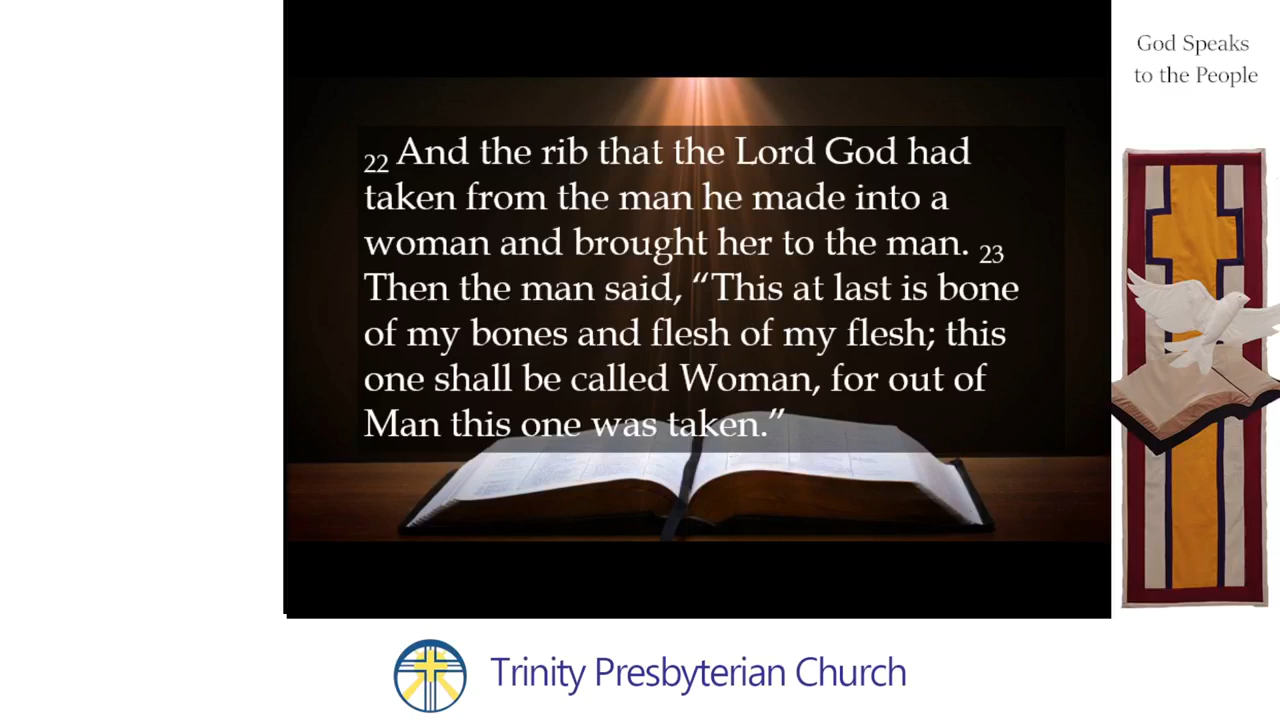 God Speaks
to the People
22 And the rib that the Lord God had
taken from the man he made into a
woman and brought her to the man. 23
Then the man said, “This at last is bone
of my bones and flesh of my flesh; this
one shall be called Woman, for out of
Man this one was taken.”
Trinity Presbyterian Church